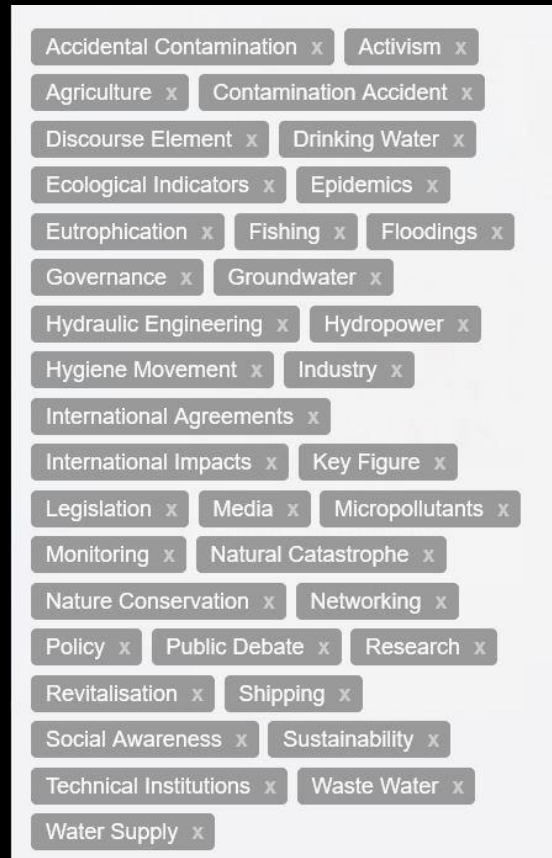 Accidental Contamination x Activism x
Agriculture x Contamination Accident x
Discourse Element x Drinking Water x
Ecological Indicators x Epidemics x
Eutrophication x Fishing x Floodings x
Governance x Groundwater x
Hydraulic Engineering x Hydropower x
Hygiene Movement x Industry x
International Agreements x
International Impacts x Key Figure x
Legislation x Media x Micropollutants x
Monitoring x Natural Catastrophe x
Nature Conservation x Networking x
Policy x Public Debate x Research x
Revitalisation x Shipping x
Social Awareness x Sustainability x
Technical Institutions x Waste Water x
Water Supply x